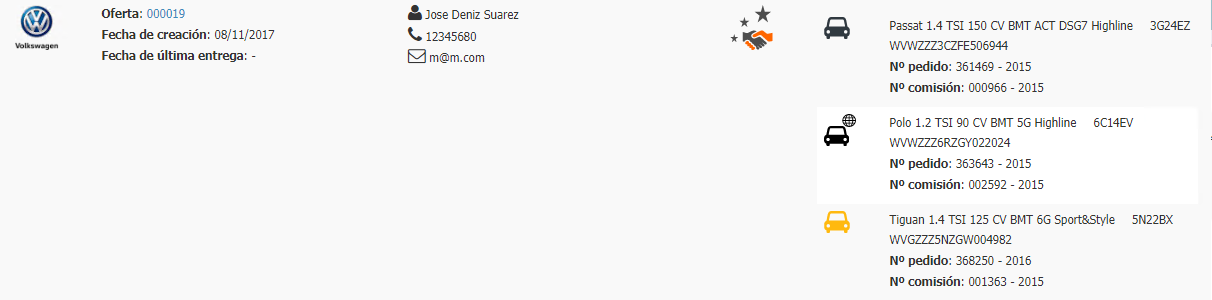 Volkswagen
Oferta: 000019
Fecha de creación: 08/11/2017
Fecha de última entrega: -
Jose Deniz Suarez
12345680
m@m.com
Passat 1.4 TSI 150 CV BMT ACT DSG7 Highline 3G24EZ
WVWZZZ3CZFE506944
Nº pedido: 361469 - 2015
Nº comisión: 000966 - 2015
Polo 1.2 TSI 90 CV BMT 5G Highline 6C14EV
WVWZZZ6RZGY022024
Nº pedido: 363643 - 2015
Nº comisión: 002592 - 2015
Tiguan 1.4 TSI 125 CV BMT 6G Sport&Style 5N22BX
WVGZZZ5NZGW004982
Nº pedido: 368250 - 2016
Nº comisión: 001363 - 2015